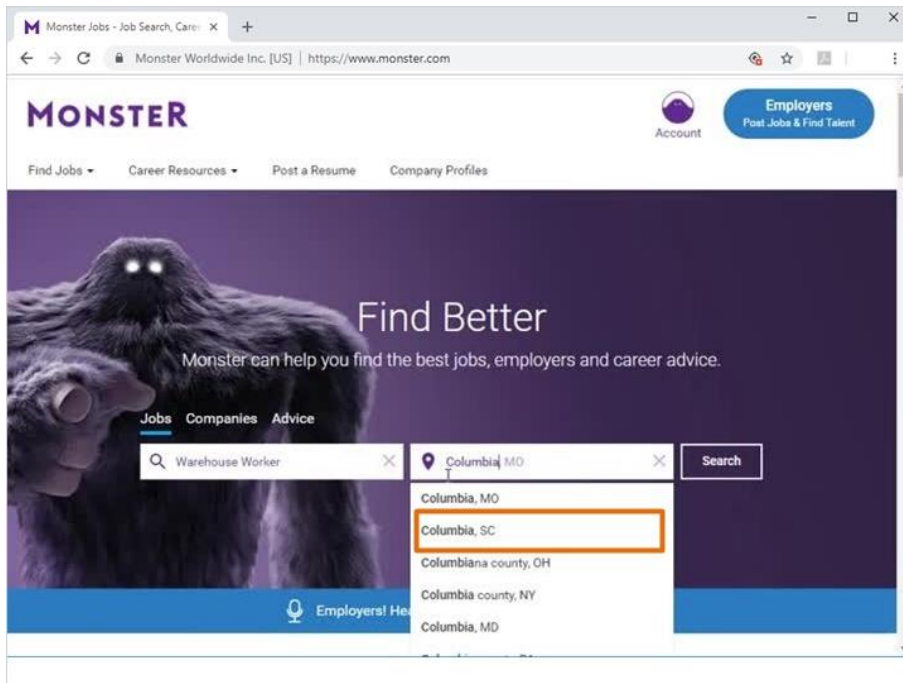 Monster Jobs - Job Search, Caree
Monster Worldwide Inc. [US] | https://www.monster.com
MONSTER
Account
Employers
Post Jobs & Find Talent
Find Jobs
Career Resources
Post a Resume
Company Profiles
Find Better
Monster can help you find the best jobs, employers and career advice.
Jobs Companies Advice
Warehouse Worker
Columbia, MO
Search
Columbia, MO
Columbia, SC
Columbiana county, OH
Columbia county, NY
Columbia, MD
Employers! Hea